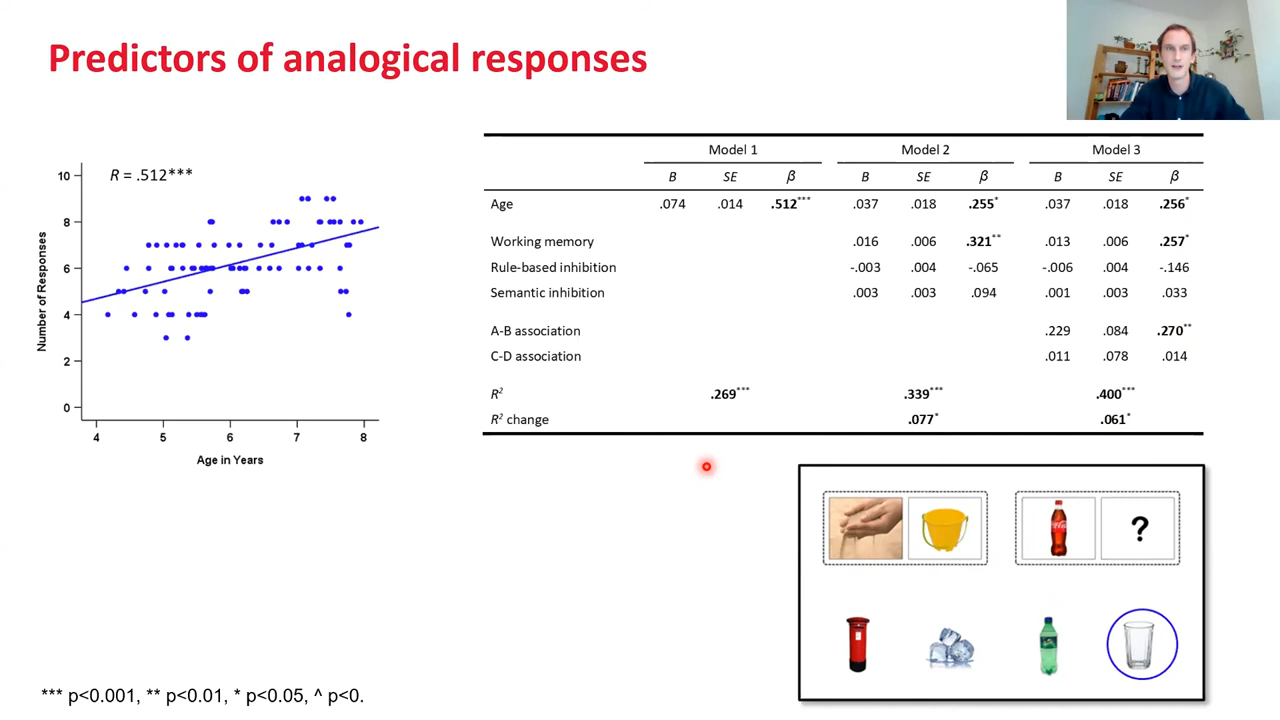 Predictors of analogical responses
R = .512***
10
8
6
4
2
0
4 5 6 7 8
Number of Responses
Age in Years
Model 1 Model 2 Model 3
B SE β B SE β B SE β
Age .074 .014 .512*** .037 .018 .255* .037 .018 .256*
Working memory .016 .006 .321** .013 .006 .257*
Rule-based inhibition -.003 .004 -.065 -.006 .004 -.146
Semantic inhibition .003 .003 .094 .001 .003 .033
A-B association .229 .084 .270**
C-D association .011 .078 .014
R² .269*** .339*** .400***
R² change .077* .061*
Coca-Cola
?
*** p<0.001, ** p<0.01, * p<0.05, ^ p<0.